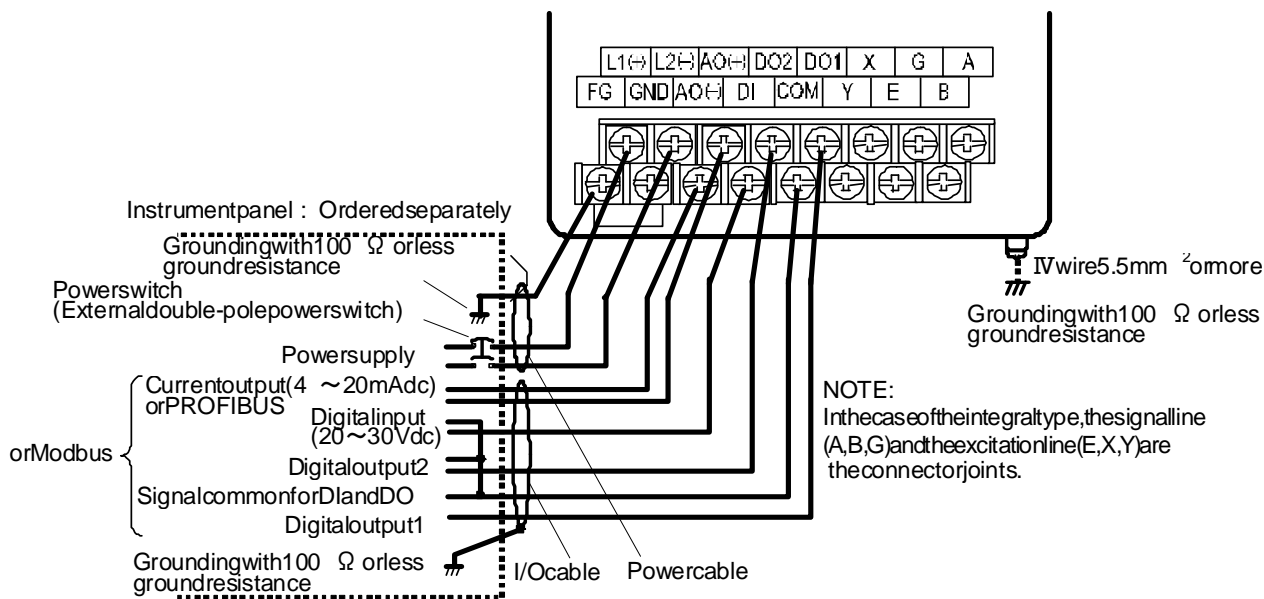 L1(+) L2(-) AO(+) DO2 DO1 X G A
FG GND AO(-) DI COM Y E B
Instrumentpanel : Orderedseparately
Groundingwith100 Ω orless
groundresistance
Powerswitch
(Externaldouble-polepowerswitch)
Powersupply
Currentoutput(4 ～20mAdc)
orPROFIBUS
Digitalinput
(20～30Vdc)
orModbus
Digitaloutput2
SignalcommonforDIandDO
Digitaloutput1
Groundingwith100 Ω orless
groundresistance
I/Ocable
Powercable
IVwire5.5mm ²ormore
Groundingwith100 Ω orless
groundresistance
NOTE:
Inthecaseoftheintegraltype,thesignalline
(A,B,G)andtheexcitationline(E,X,Y)are
theconnectorjoints.